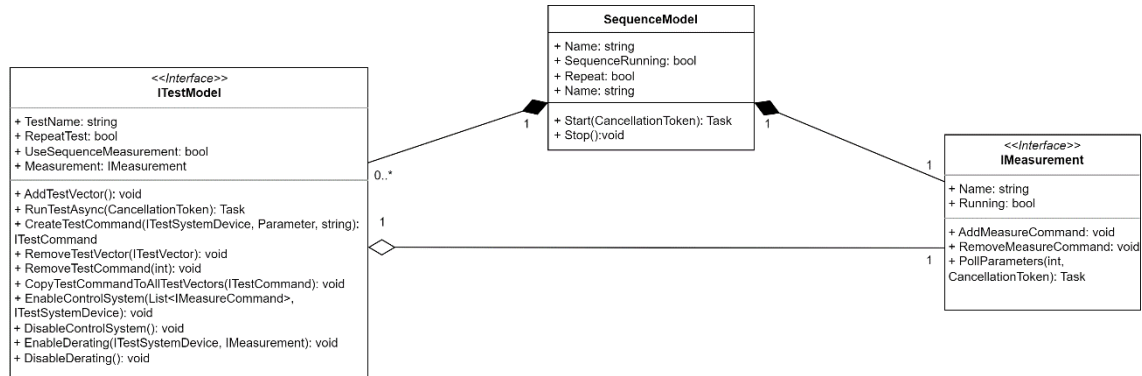 SequenceModel
+ Name: string
+ SequenceRunning: bool
+ Repeat: bool
+ Name: string
+ Start(CancellationToken): Task
+ Stop():void
<<Interface>>
ITestModel
+ TestName: string
+ RepeatTest: bool
+ UseSequenceMeasurement: bool
+ Measurement: IMeasurement
+ AddTestVector(): void
+ RunTestAsync(CancellationToken): Task
+ CreateTestCommand(ITestSystemDevice, Parameter, string):
ITestCommand
+ RemoveTestVector(ITestVector): void
+ RemoveTestCommand(int): void
+ CopyTestCommandToAllTestVectors(ITestCommand): void
+ EnableControlSystem(List<IMeasureCommand>,
ITestSystemDevice): void
+ DisableControlSystem(): void
+ EnableDerating(ITestSystemDevice, IMeasurement): void
+ DisableDerating(): void
1
0..*
1
1
1
1
<<Interface>>
IMeasurement
+ Name: string
+ Running: bool
+ AddMeasureCommand: void
+ RemoveMeasureCommand: void
+ PollParameters(int,
CancellationToken): Task